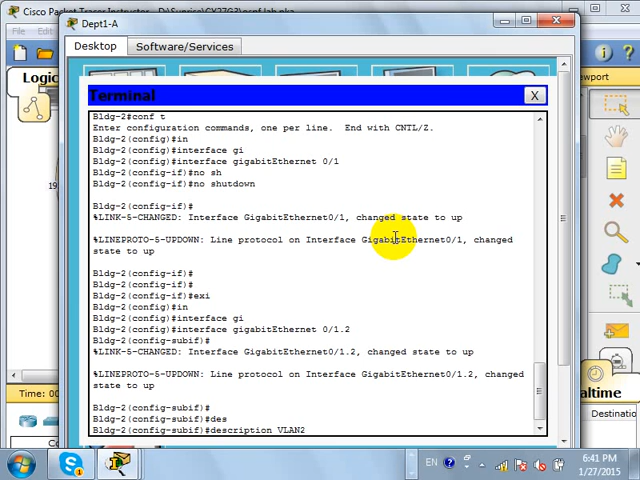 Cisco Packet Tracer Instructor - D:\Sunrise\CY27G3\ospf lab.pka
Dept1-A
File
Desktop
Software/Services
Logic
ewport
Terminal
X
Bldg-2#conf t
Enter configuration commands, one per line.  End with CNTL/Z.
Bldg-2(config)#in
Bldg-2(config)#interface gi
Bldg-2(config)#interface gigabitEthernet 0/1
Bldg-2(config-if)#no sh
Bldg-2(config-if)#no shutdown
Bldg-2(config-if)#
%LINK-5-CHANGED: Interface GigabitEthernet0/1, changed state to up
%LINEPROTO-5-UPDOWN: Line protocol on Interface GigabitEthernet0/1, changed
state to up
Bldg-2(config-if)#
Bldg-2(config-if)#
Bldg-2(config-if)#exi
Bldg-2(config)#in
Bldg-2(config)#interface gi
Bldg-2(config)#interface gigabitEthernet 0/1.2
Bldg-2(config-subif)#
%LINK-5-CHANGED: Interface GigabitEthernet0/1.2, changed state to up
%LINEPROTO-5-UPDOWN: Line protocol on Interface GigabitEthernet0/1.2, changed
state to up
Bldg-2(config-subif)#
Bldg-2(config-subif)#des
Bldg-2(config-subif)#description VLAN2
Time: 00
ealtime
Destinatio
EN
6:41 PM
1/27/2015